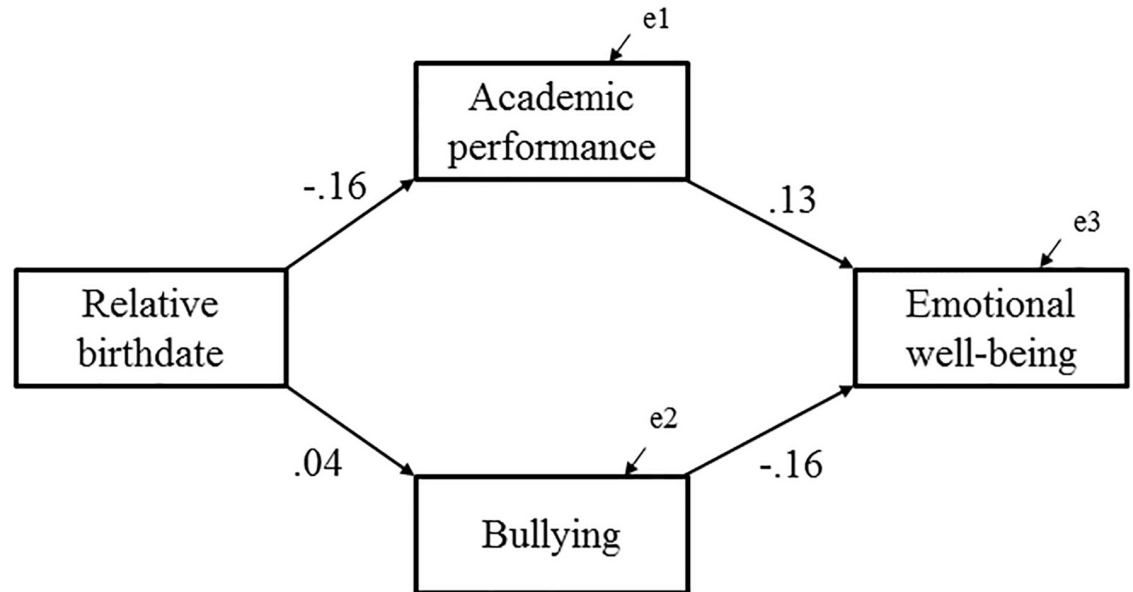 e1
Academic
performance
-.16
.13
e3
Relative
birthdate
Emotional
well-being
e2
.04
-.16
Bullying